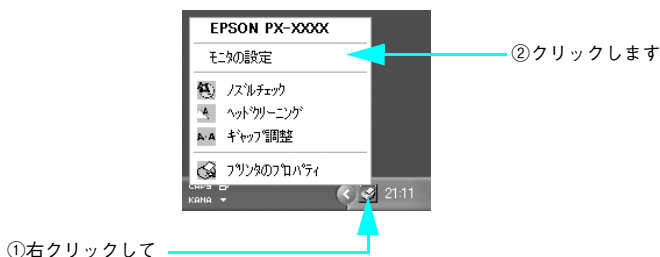 EPSON PX-XXXX
ﾓﾆﾀの設定
②クリックします
ﾉｽﾞﾙﾁｪｯｸ
ﾍｯﾄﾞｸﾘｰﾆﾝｸﾞ
ｷﾞｬｯﾌﾟ調整
ﾌﾟﾘﾝﾀのﾌﾟﾛﾊﾟﾃｨ
CAPS
KANA
21:11
①右クリックして